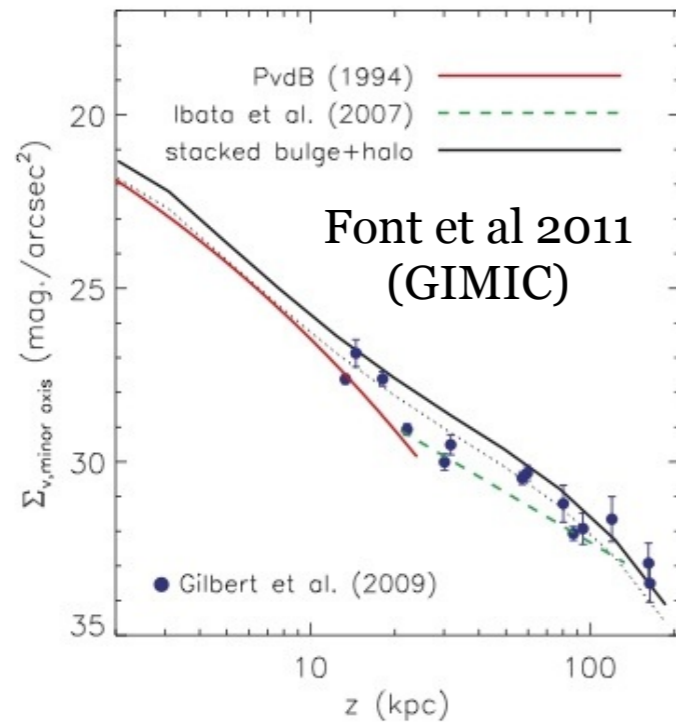 PvdB (1994)
Ibata et al. (2007)
stacked bulge+halo
Font et al 2011
(GIMIC)
Gilbert et al. (2009)
20
25
30
35
Σv,minor axis (mag./arcsec²)
10
100
z (kpc)